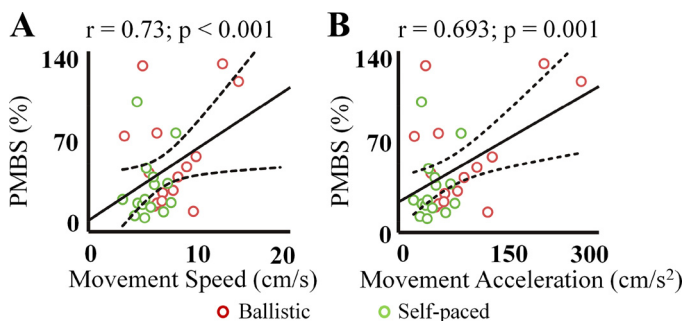 A
r = 0.73; p < 0.001
PMBS (%)
140
70
0
0
10
20
Movement Speed (cm/s)
B
r = 0.693; p = 0.001
PMBS (%)
140
70
0
0
150
300
Movement Acceleration (cm/s²)
Ballistic
Self-paced